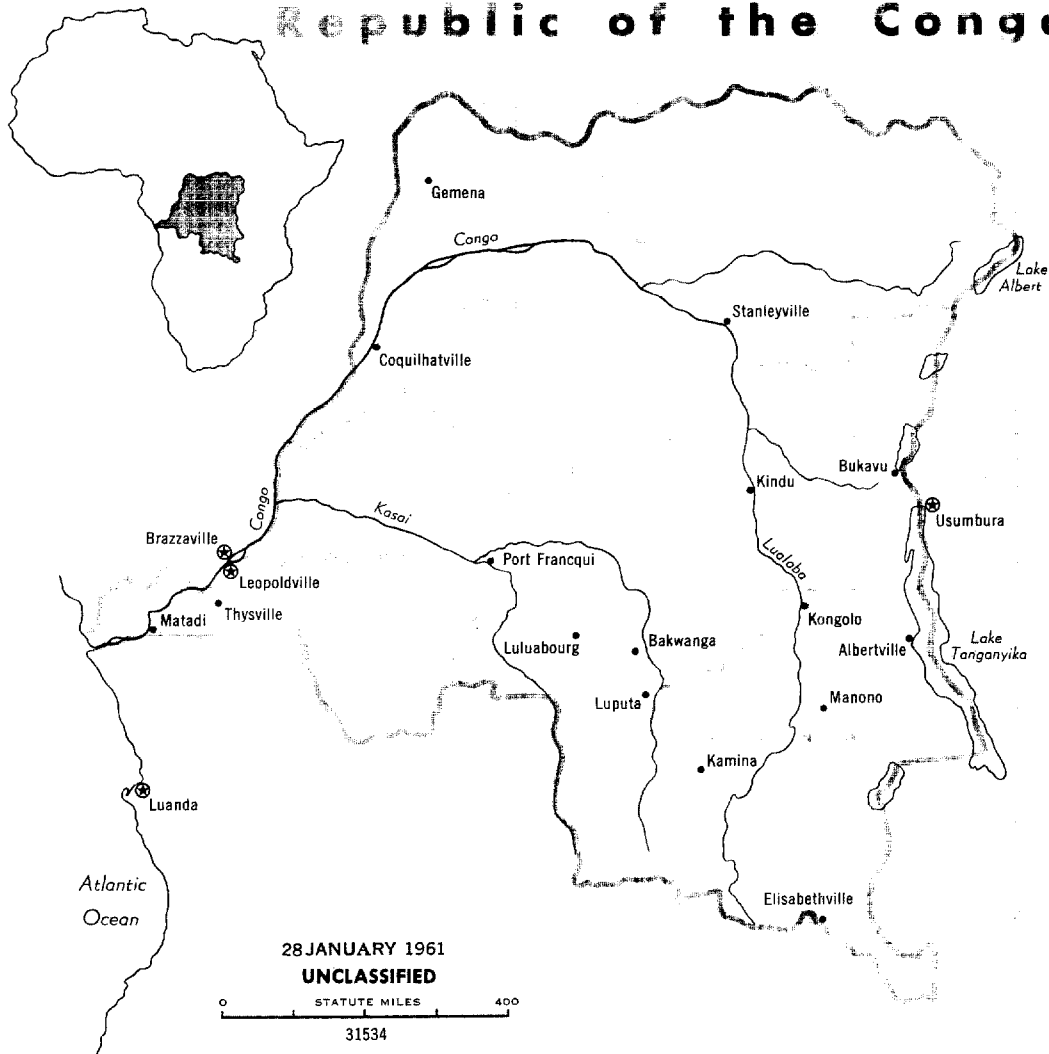 Republic of the Congo
Gemena
Congo
Lake
Albert
Stanleyville
Coquilhatville
Bukavu
Kindu
Congo
Kasai
Usumbura
Brazzaville
Lualaba
Port Francqui
Leopoldville
Thysville
Matadi
Kongolo
Luluabourg
Bakwanga
Albertville
Lake
Tanganyika
Luputa
Manono
Kamina
Luanda
Atlantic
Ocean
Elisabethville
28 JANUARY 1961
UNCLASSIFIED
0 STATUTE MILES 400
31534